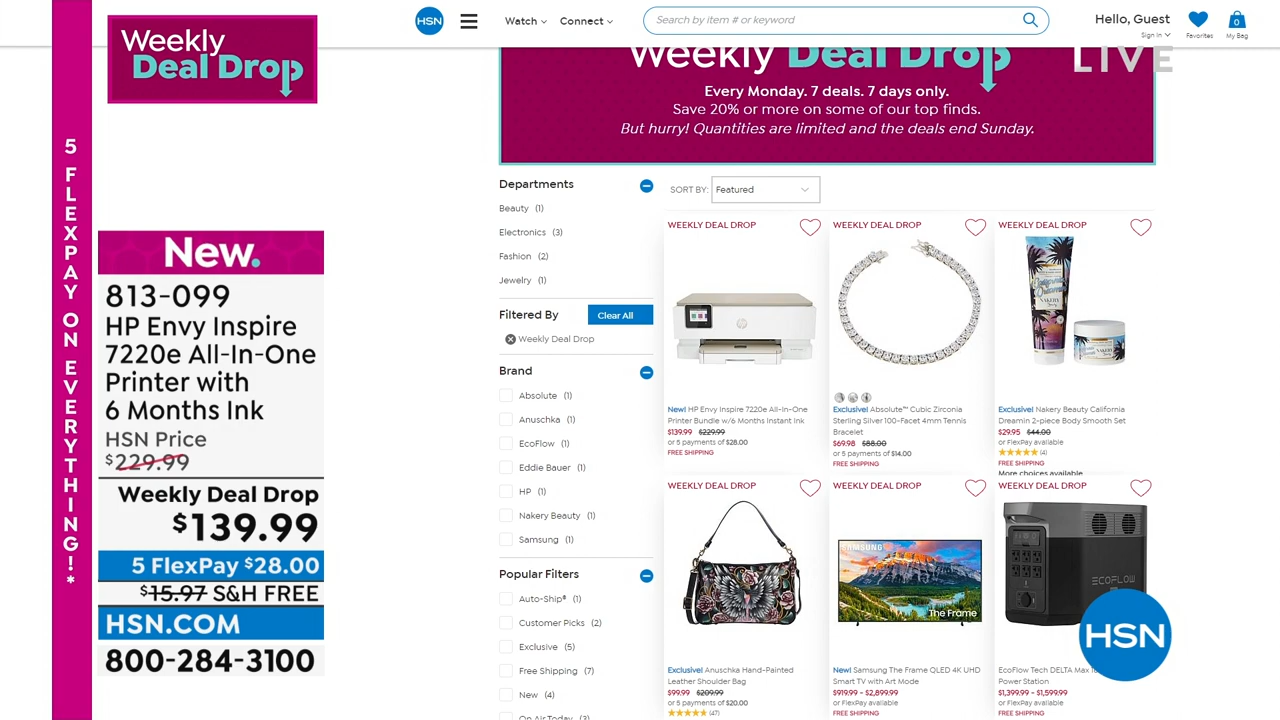 Weekly
Deal Drop
5 FLEXPAY ON EVERYTHING!*
New.
813-099
HP Envy Inspire
7220e All-In-One
Printer with
6 Months Ink
HSN Price
$229.99
Weekly Deal Drop
$139.99
5 FlexPay $28.00
$15.97 S&H FREE
HSN.COM
800-284-3100
HSN
Watch
Connect
Search by item # or keyword
Hello, Guest
Sign in
Favorites
0
My Bag
LIVE
Weekly Deal Drop
Every Monday. 7 deals. 7 days only.
Save 20% or more on some of our top finds.
But hurry! Quantities are limited and the deals end Sunday.
Departments
Beauty (1)
Electronics (3)
Fashion (2)
Jewelry (1)
Filtered By
Clear All
Weekly Deal Drop
Brand
Absolute (1)
Anuschka (1)
EcoFlow (1)
Eddie Bauer (1)
HP (1)
Nakery Beauty (1)
Samsung (1)
Popular Filters
Auto-Ship® (1)
Customer Picks (2)
Exclusive (5)
Free Shipping (7)
New (4)
On Air Today (3)
SORT BY: Featured
WEEKLY DEAL DROP
New! HP Envy Inspire 7220e All-In-One
Printer Bundle w/6 Months Instant Ink
$139.99 $229.99
or 5 payments of $28.00
FREE SHIPPING
WEEKLY DEAL DROP
Exclusive! Absolute™ Cubic Zirconia
Sterling Silver 100-Facet 4mm Tennis
Bracelet
$69.98 $88.00
or 5 payments of $14.00
FREE SHIPPING
WEEKLY DEAL DROP
Exclusive! Nakery Beauty California
Dreamin 2-piece Body Smooth Set
$29.95 $44.00
or FlexPay available
(4)
FREE SHIPPING
More choices available
WEEKLY DEAL DROP
Exclusive! Anuschka Hand-Painted
Leather Shoulder Bag
$99.99 $209.99
or 5 payments of $20.00
(47)
WEEKLY DEAL DROP
SAMSUNG
The Frame
New! Samsung The Frame QLED 4K UHD
Smart TV with Art Mode
$919.99 - $2,899.99
or FlexPay available
FREE SHIPPING
WEEKLY DEAL DROP
ECOFLOW
EcoFlow Tech DELTA Max
Power Station
$1,399.99 - $1,599.99
or FlexPay available
FREE SHIPPING
HSN